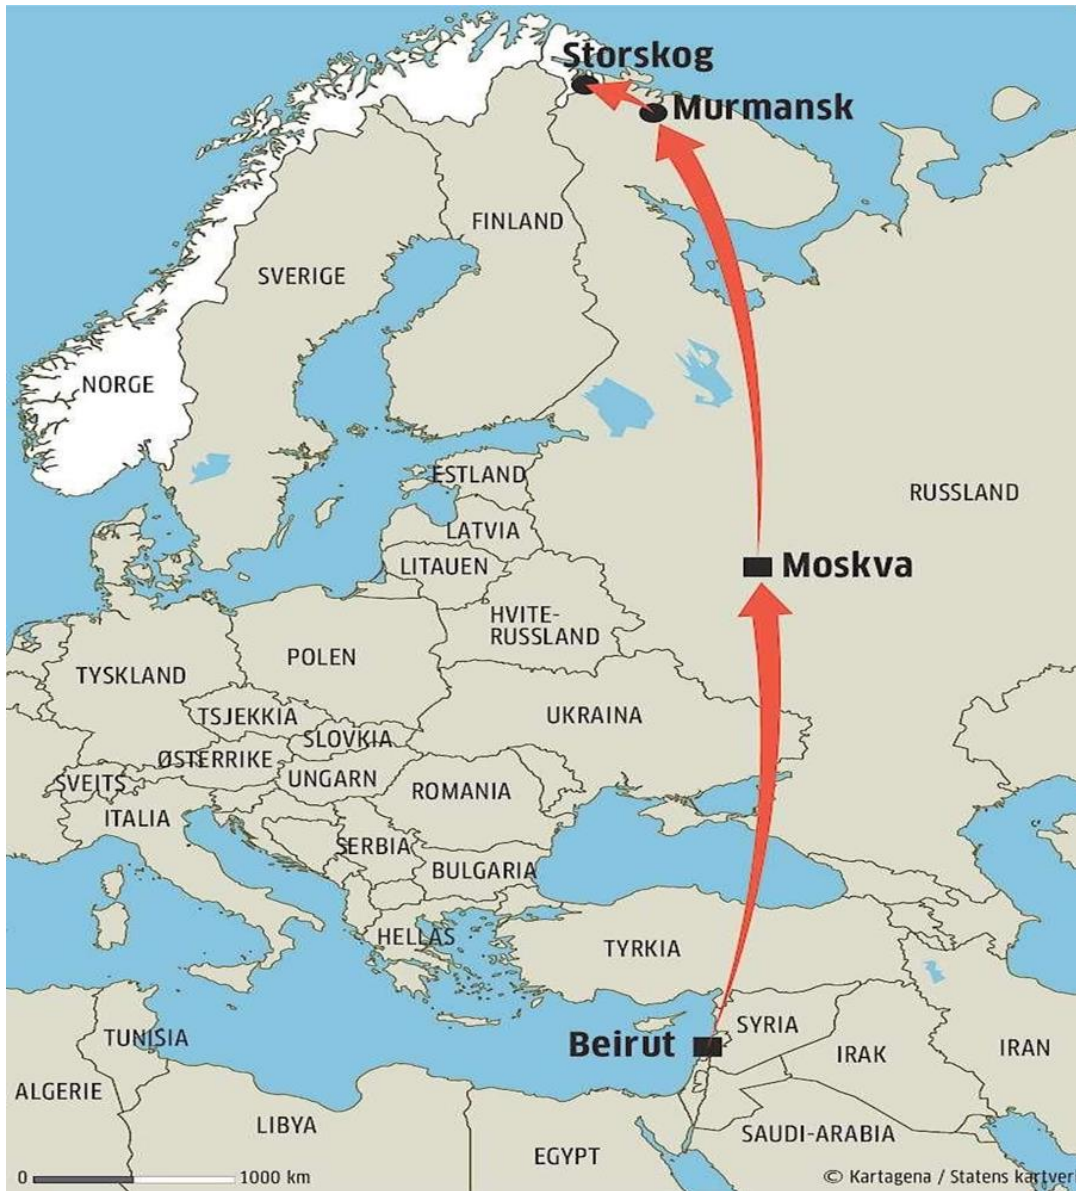 Storskog
Murmansk
FINLAND
SVERIGE
NORGE
RUSSLAND
ESTLAND
LATVIA
LITAUEN
Moskva
HVITE-
RUSSLAND
POLEN
TYSKLAND
UKRAINA
TSJEKKIA
SLOVKIA
ØSTERRIKE
SVEITS
UNGARN
ROMANIA
ITALIA
SERBIA
BULGARIA
HELLAS
TYRKIA
TUNISIA
Beirut
SYRIA
IRAK
IRAN
ALGERIE
LIBYA
EGYPT
SAUDI-ARABIA
0 1000 km
© Kartagena / Statens kartver